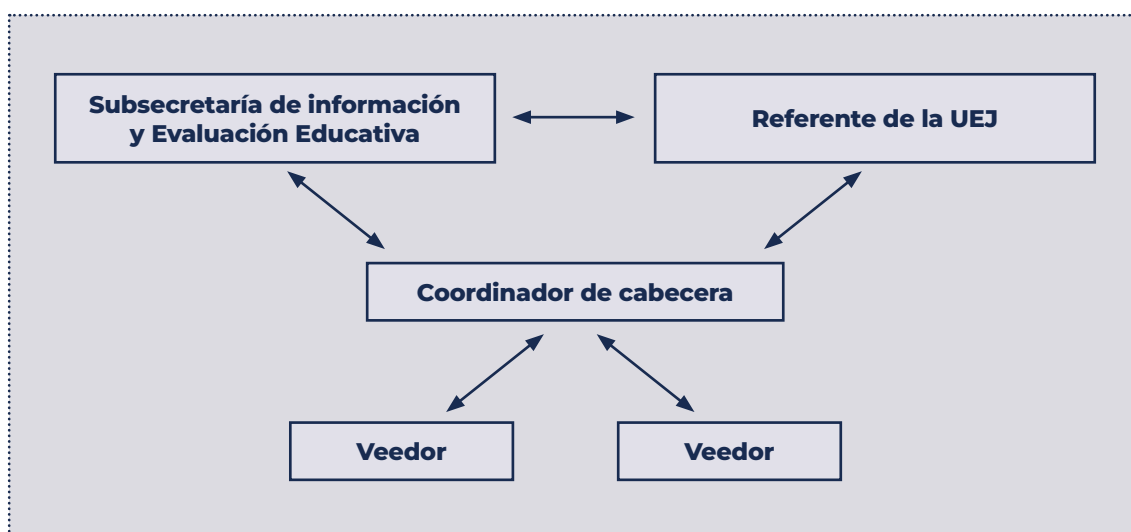 Subsecretaría de información
y Evaluación Educativa
Referente de la UEJ
Coordinador de cabecera
Veedor
Veedor